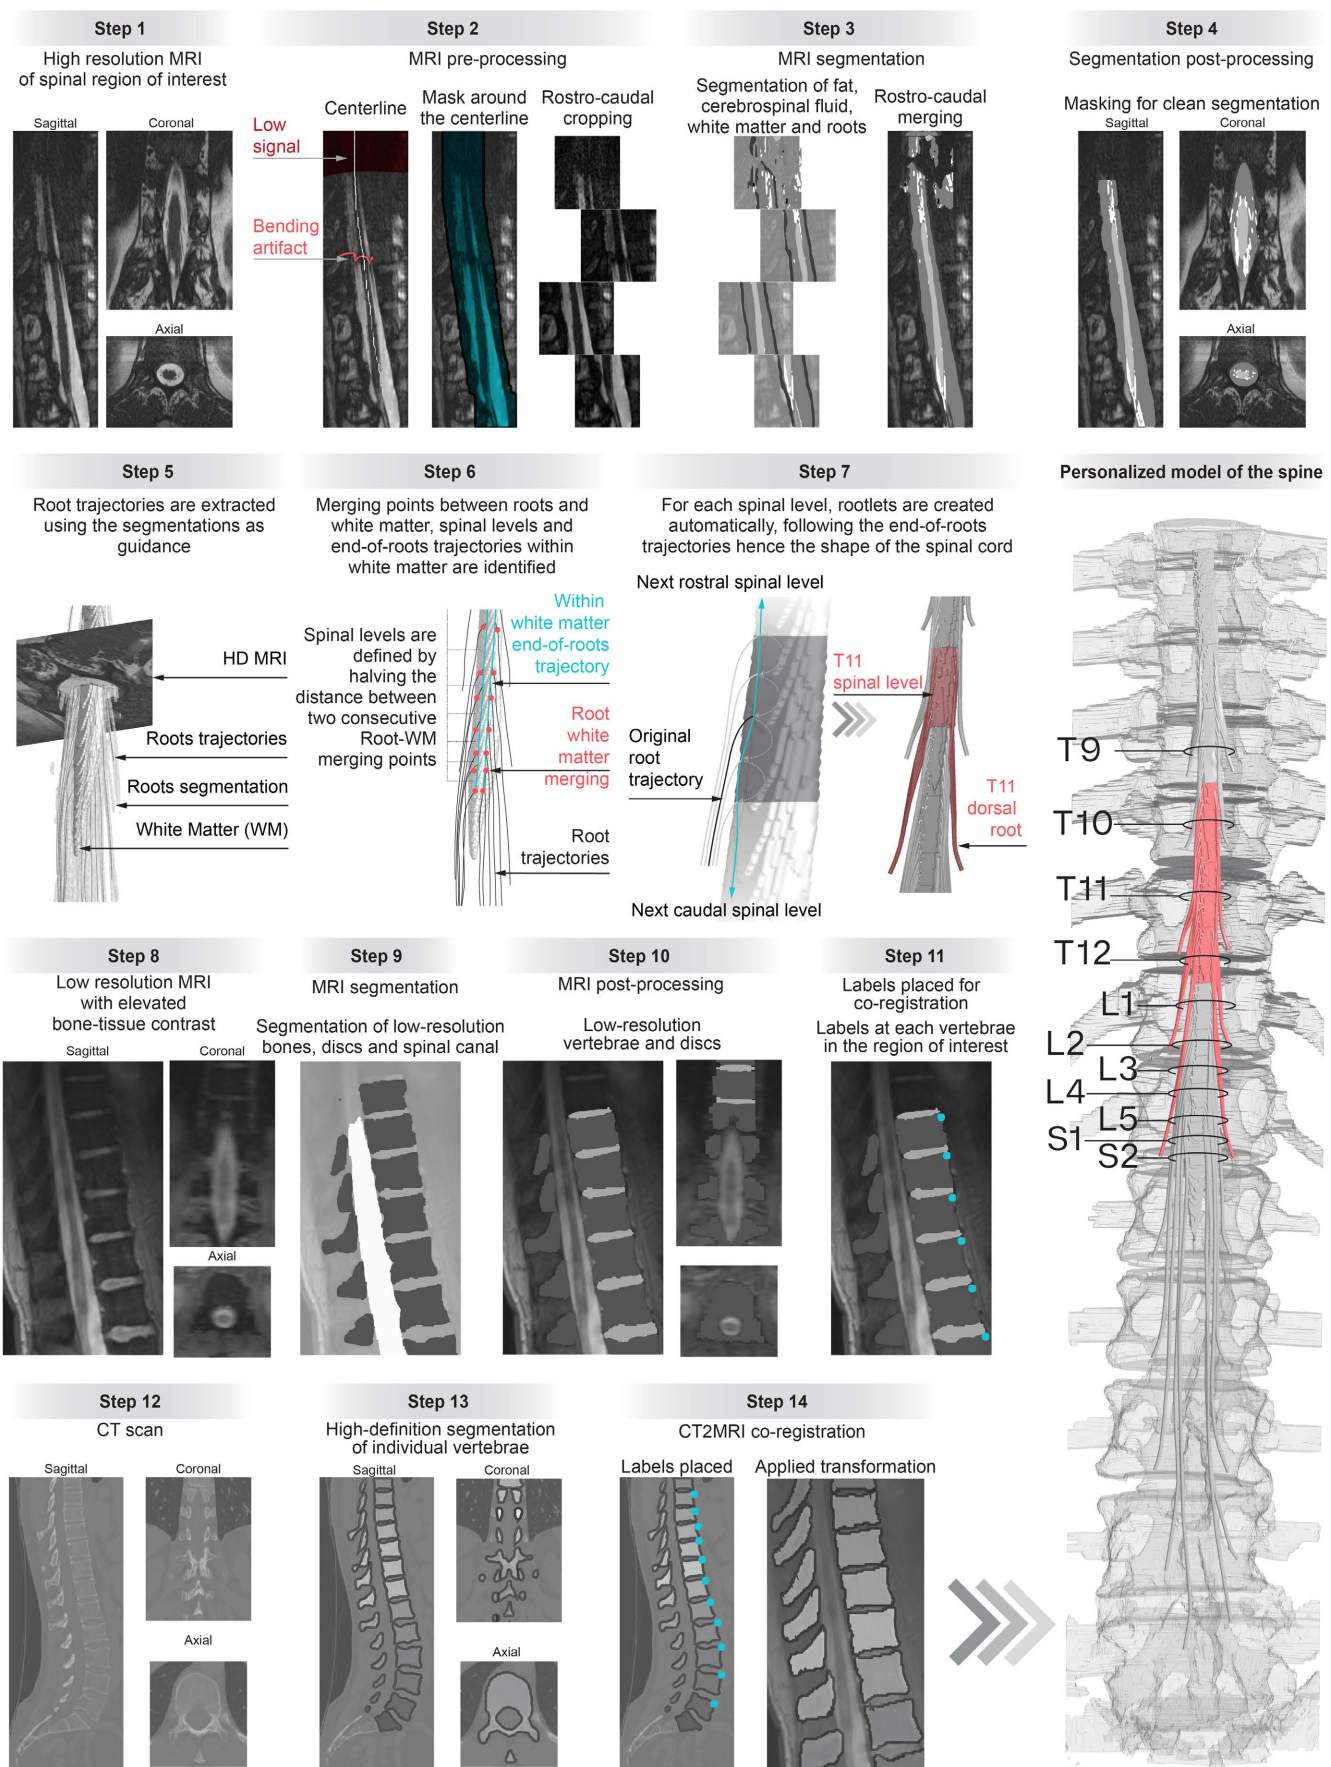 Step 1
High resolution MRI
of spinal region of interest
Sagittal
Coronal
Axial
Step 2
MRI pre-processing
Centerline
Mask around
the centerline
Rostro-caudal
cropping
Low
signal
Bending
artifact
Step 3
MRI segmentation
Segmentation of fat,
cerebrospinal fluid,
white matter and roots
Rostro-caudal
merging
Step 4
Segmentation post-processing
Masking for clean segmentation
Sagittal
Coronal
Axial
Step 5
Root trajectories are extracted
using the segmentations as
guidance
HD MRI
Roots trajectories
Roots segmentation
White Matter (WM)
Step 6
Merging points between roots and
white matter, spinal levels and
end-of-roots trajectories within
white matter are identified
Spinal levels are
defined by
halving the
distance between
two consecutive
Root-WM
merging points
Within
white matter
end-of-roots
trajectory
Root
white
matter
merging
Root
trajectories
Step 7
For each spinal level, rootlets are created
automatically, following the end-of-roots
trajectories hence the shape of the spinal cord
Next rostral spinal level
Original
root
trajectory
Next caudal spinal level
T11
spinal level
T11
dorsal
root
Personalized model of the spine
T9
T10
T11
T12
L1
L2
L3
L4
L5
S1
S2
Step 8
Low resolution MRI
with elevated
bone-tissue contrast
Sagittal
Coronal
Axial
Step 9
MRI segmentation
Segmentation of low-resolution
bones, discs and spinal canal
Step 10
MRI post-processing
Low-resolution
vertebrae and discs
Step 11
Labels placed for
co-registration
Labels at each vertebrae
in the region of interest
Step 12
CT scan
Sagittal
Coronal
Axial
Step 13
High-definition segmentation
of individual vertebrae
Sagittal
Coronal
Axial
Step 14
CT2MRI co-registration
Labels placed
Applied transformation